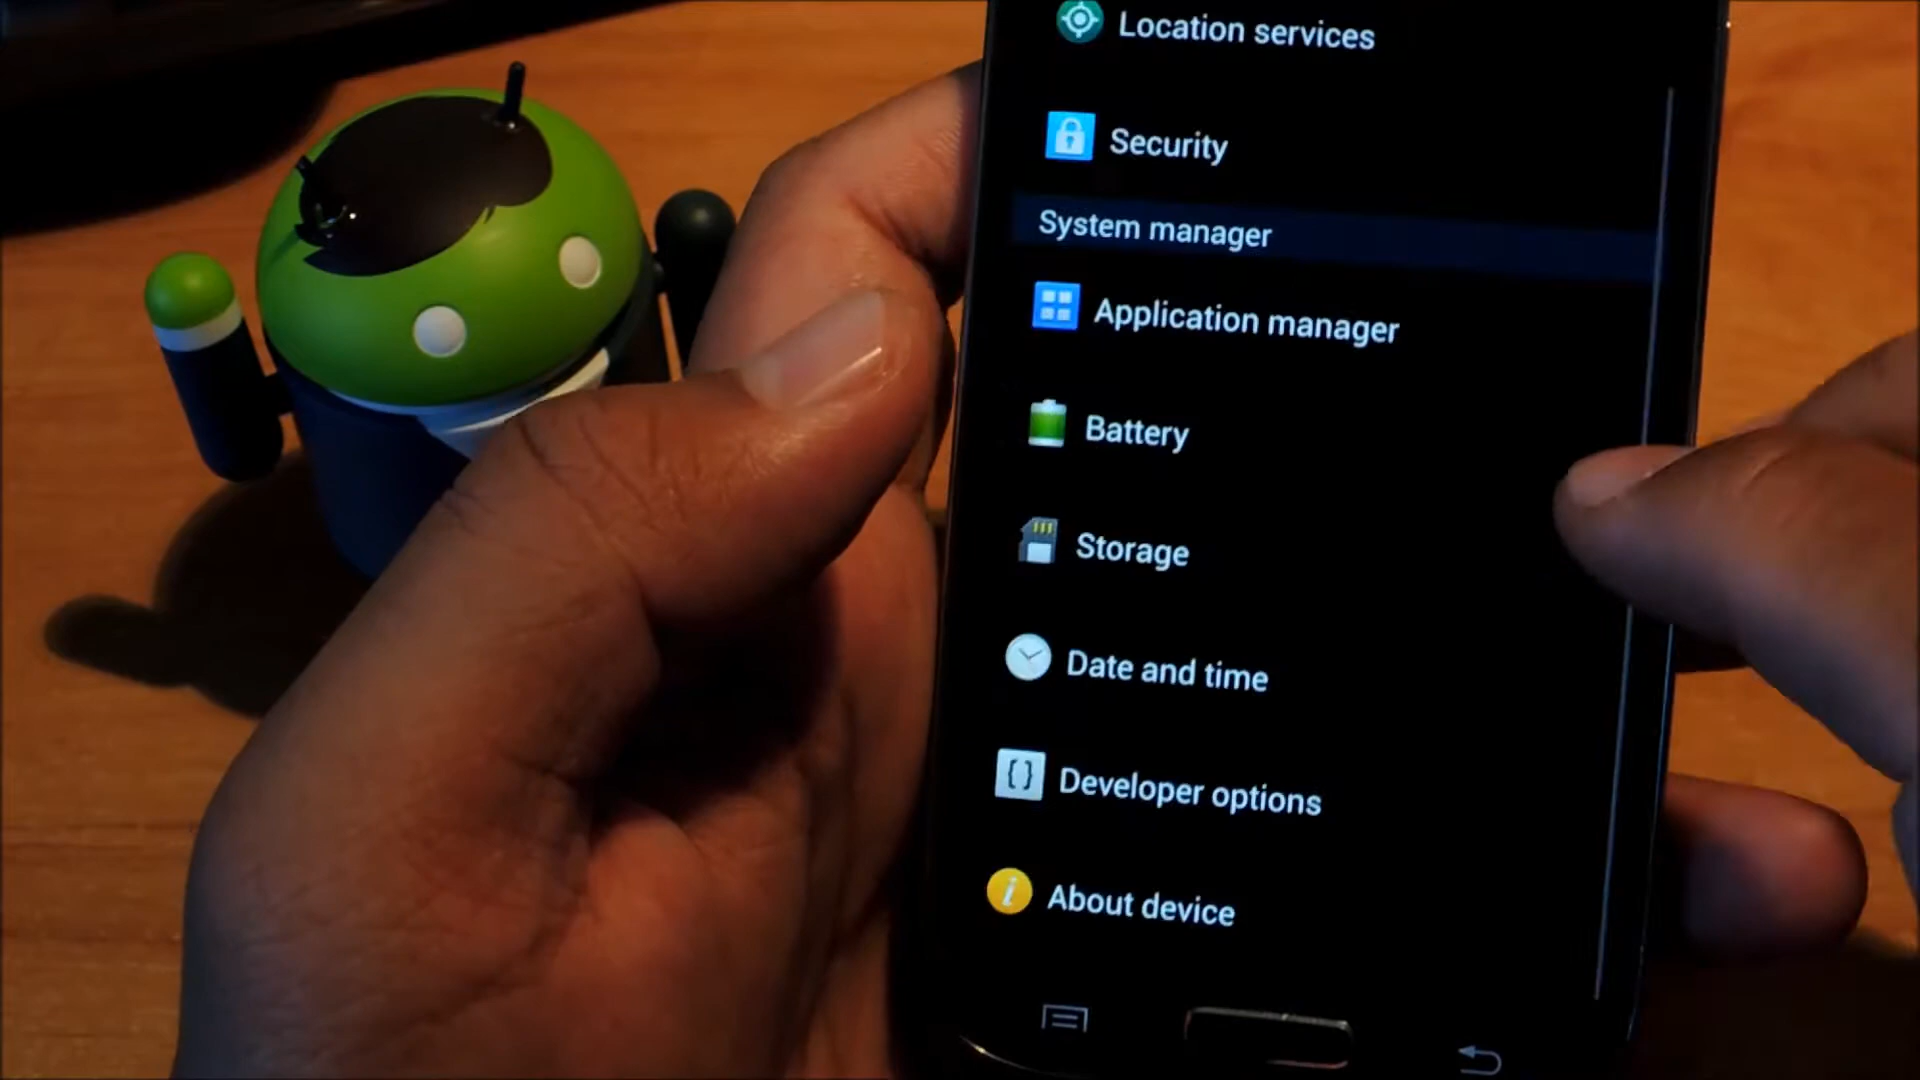 Location services
Security
System manager
Application manager
Battery
Storage
Date and time
Developer options
About device